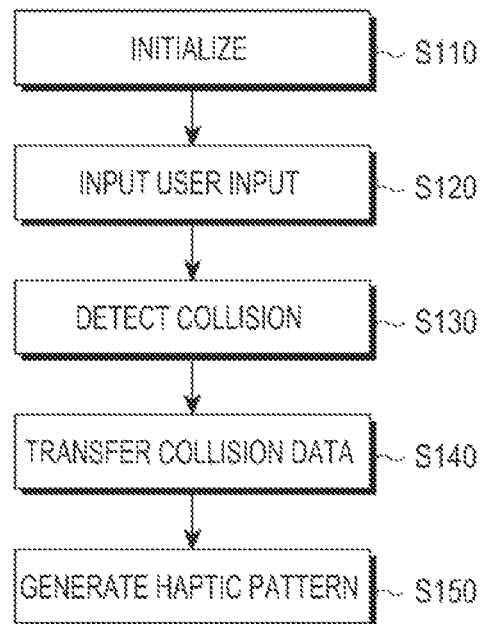 INITIALIZE S110
INPUT USER INPUT S120
DETECT COLLISION S130
TRANSFER COLLISION DATA S140
GENERATE HAPTIC PATTERN S150